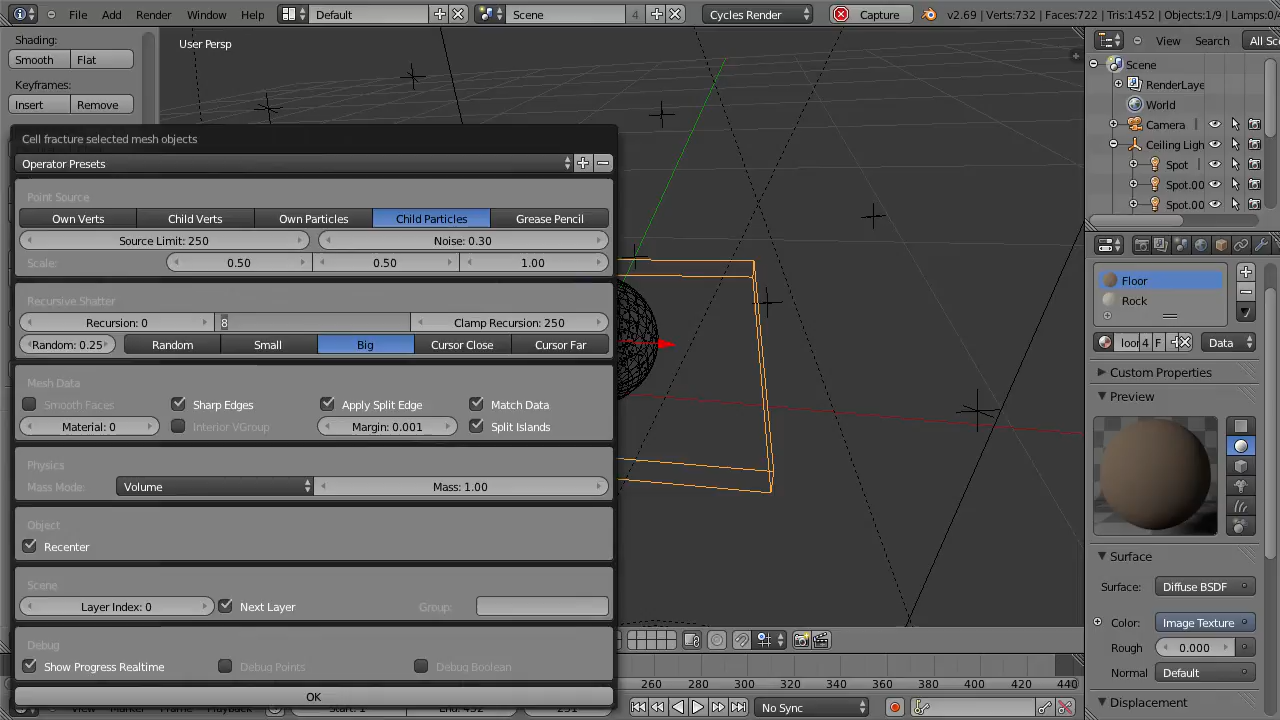 File Add Render Window Help Default Scene 4 Cycles Render Capture v2.69 | Verts:732 | Faces:722 | Tris:1452 | Objects:1/9 | Lamps:0/
Shading:
Smooth Flat
Keyframes:
Insert Remove
User Persp
Cell fracture selected mesh objects
Operator Presets
Point Source
Own Verts Child Verts Own Particles Child Particles Grease Pencil
Source Limit: 250 Noise: 0.30
Scale: 0.50 0.50 1.00
Recursive Shatter
Recursion: 0 8 Clamp Recursion: 250
Random: 0.25 Random Small Big Cursor Close Cursor Far
Mesh Data
Smooth Faces Sharp Edges Apply Split Edge Match Data
Material: 0 Interior VGroup Margin: 0.001 Split Islands
Physics
Mass Mode: Volume Mass: 1.00
Object
Recenter
Scene
Layer Index: 0 Next Layer Group:
Debug
Show Progress Realtime Debug Points Debug Boolean
OK
260 280 300 320 340 360 380 400 420 440
No Sync
View Search All Sc
Scene
RenderLaye
World
Camera
Ceiling Ligh
Spot
Spot.00
Spot.00
Floor
Rock
loor 4 F Data
Custom Properties
Preview
Surface
Surface: Diffuse BSDF
Color: Image Texture
Rough 0.000
Normal Default
Displacement